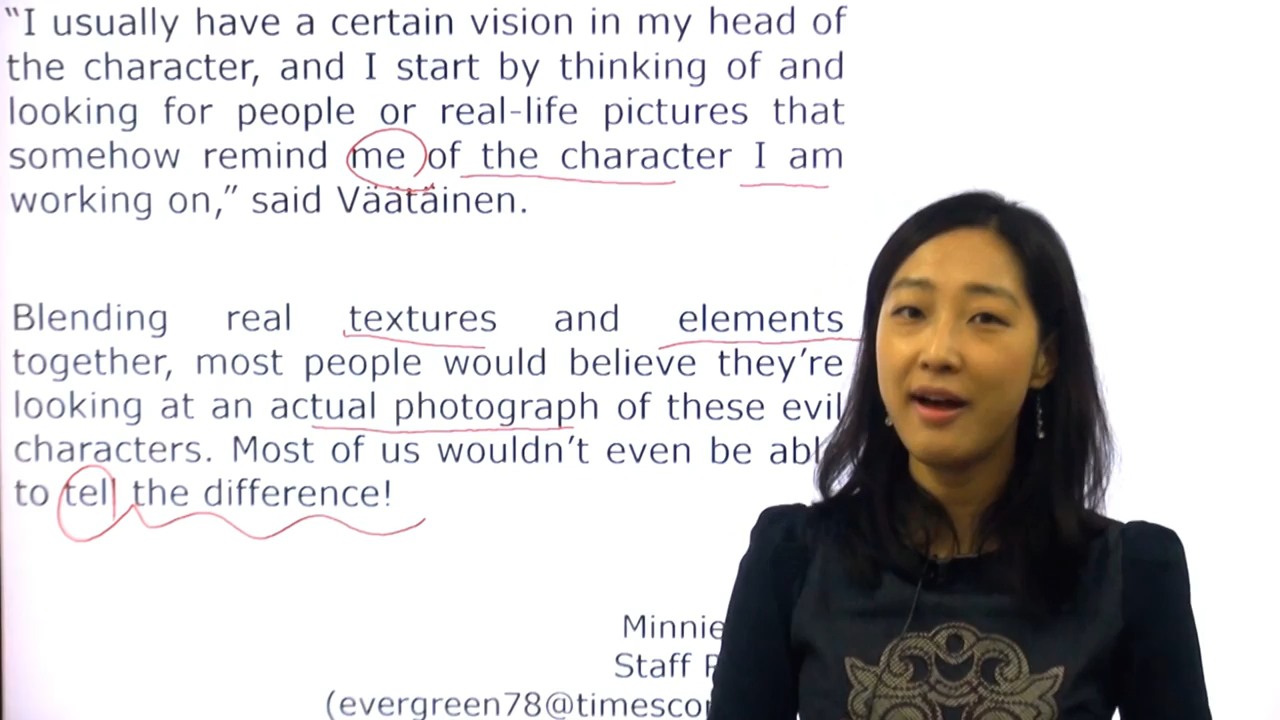 “I usually have a certain vision in my head of
the character, and I start by thinking of and
looking for people or real-life pictures that
somehow remind me of the character I am
working on,” said Väätäinen.
Blending real textures and elements
together, most people would believe they’re
looking at an actual photograph of these evil
characters. Most of us wouldn’t even be abl
to tell the difference!
Minnie
Staff
(evergreen78@timesco